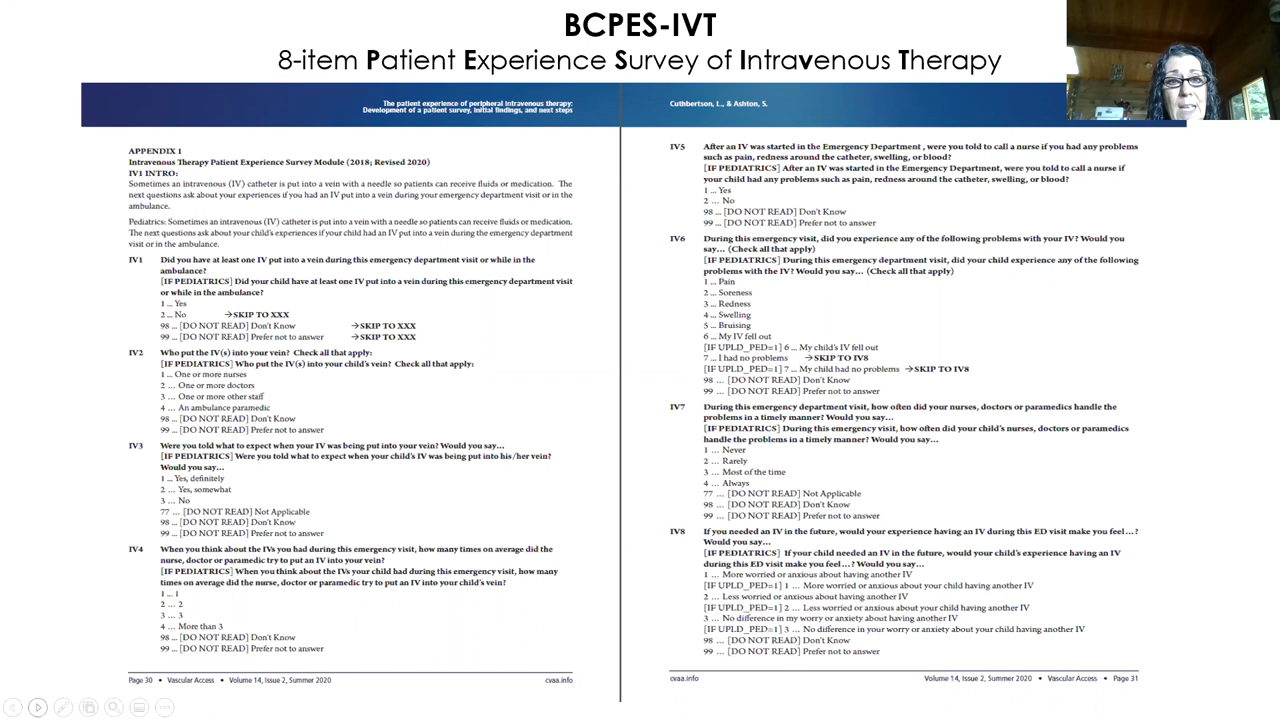 BCPES-IVT
8-item Patient Experience Survey of Intravenous Therapy
The patient experience of peripheral intravenous therapy:
Development of a patient survey, initial findings, and next steps
APPENDIX 1
Intravenous Therapy Patient Experience Survey Module (2018; Revised 2020)
IV1 INTRO:
Sometimes an intravenous (IV) catheter is put into a vein with a needle so patients can receive fluids or medication. The
next questions ask about your experiences if you had an IV put into a vein during your emergency department visit or in the
ambulance.
Pediatrics: Sometimes an intravenous (IV) catheter is put into a vein with a needle so patients can receive fluids or medication.
The next questions ask about your child's experiences if your child had an IV put into a vein during the emergency department
visit or in the ambulance.
IV1 Did you have at least one IV put into a vein during this emergency department visit or while in the
ambulance?
[IF PEDIATRICS] Did your child have at least one IV put into a vein during this emergency department visit
or while in the ambulance?
1 ... Yes
2 ... No →SKIP TO XXX
98 ... [DO NOT READ] Don't Know →SKIP TO XXX
99 ... [DO NOT READ] Prefer not to answer →SKIP TO XXX
IV2 Who put the IV(s) into your vein? Check all that apply:
[IF PEDIATRICS] Who put the IV(s) into your child's vein? Check all that apply:
1 ... One or more nurses
2 ... One or more doctors
3 ... One or more other staff
4 ... An ambulance paramedic
98 ... [DO NOT READ] Don't Know
99 ... [DO NOT READ] Prefer not to answer
IV3 Were you told what to expect when your IV was being put into your vein? Would you say...
[IF PEDIATRICS] Were you told what to expect when your child's IV was being put into his/her vein?
Would you say...
1 ... Yes, definitely
2 ... Yes, somewhat
3 ... No
77 ... [DO NOT READ] Not Applicable
98 ... [DO NOT READ] Don't Know
99 ... [DO NOT READ] Prefer not to answer
IV4 When you think about the IVs you had during this emergency visit, how many times on average did the
nurse, doctor or paramedic try to put an IV into your vein?
[IF PEDIATRICS] When you think about the IVs your child had during this emergency visit, how many
times on average did the nurse, doctor or paramedic try to put an IV into your child's vein?
1 ... 1
2 ... 2
3 ... 3
4 ... More than 3
98 ... [DO NOT READ] Don't Know
99 ... [DO NOT READ] Prefer not to answer
Page 30 • Vascular Access • Volume 14, Issue 2, Summer 2020 cvaa.info
Cuthbertson, L., & Ashton, S.
IV5 After an IV was started in the Emergency Department , were you told to call a nurse if you had any problems
such as pain, redness around the catheter, swelling, or blood?
[IF PEDIATRICS] After an IV was started in the Emergency Department, were you told to call a nurse if
your child had any problems such as pain, redness around the catheter, swelling, or blood?
1 ... Yes
2 ... No
98 ... [DO NOT READ] Don't Know
99 ... [DO NOT READ] Prefer not to answer
IV6 During this emergency visit, did you experience any of the following problems with your IV? Would you
say... (Check all that apply)
[IF PEDIATRICS] During this emergency visit, did your child experience any of the following
problems with the IV? Would you say... (Check all that apply)
1 ... Pain
2 ... Soreness
3 ... Redness
4 ... Swelling
5 ... Bruising
6 ... My IV fell out
[IF UPLD_PED=1] 6 ... My child's IV fell out
7 ... I had no problems →SKIP TO IV8
[IF UPLD_PED=1] 7 ... My child had no problems →SKIP TO IV8
98 ... [DO NOT READ] Don't Know
99 ... [DO NOT READ] Prefer not to answer
IV7 During this emergency department visit, how often did your nurses, doctors or paramedics handle the
problems in a timely manner? Would you say...
[IF PEDIATRICS] During this emergency visit, how often did your child's nurses, doctors or paramedics
handle the problems in a timely manner? Would you say...
1 ... Never
2 ... Rarely
3 ... Most of the time
4 ... Always
77 ... [DO NOT READ] Not Applicable
98 ... [DO NOT READ] Don't Know
99 ... [DO NOT READ] Prefer not to answer
IV8 If you needed an IV in the future, would your experience having an IV during this ED visit make you feel...?
Would you say...
[IF PEDIATRICS] If your child needed an IV in the future, would your child's experience having an IV
during this ED visit make you feel...? Would you say...
1 ... More worried or anxious about having another IV
[IF UPLD_PED=1] 1 ... More worried or anxious about your child having another IV
2 ... Less worried or anxious about having another IV
[IF UPLD_PED=1] 2 ... Less worried or anxious about your child having another IV
3 ... No difference in my worry or anxiety about having another IV
[IF UPLD_PED=1] 3 ... No difference in your worry or anxiety about your child having another IV
98 ... [DO NOT READ] Don't Know
99 ... [DO NOT READ] Prefer not to answer
cvaa.info Volume 14, Issue 2, Summer 2020 • Vascular Access • Page 31